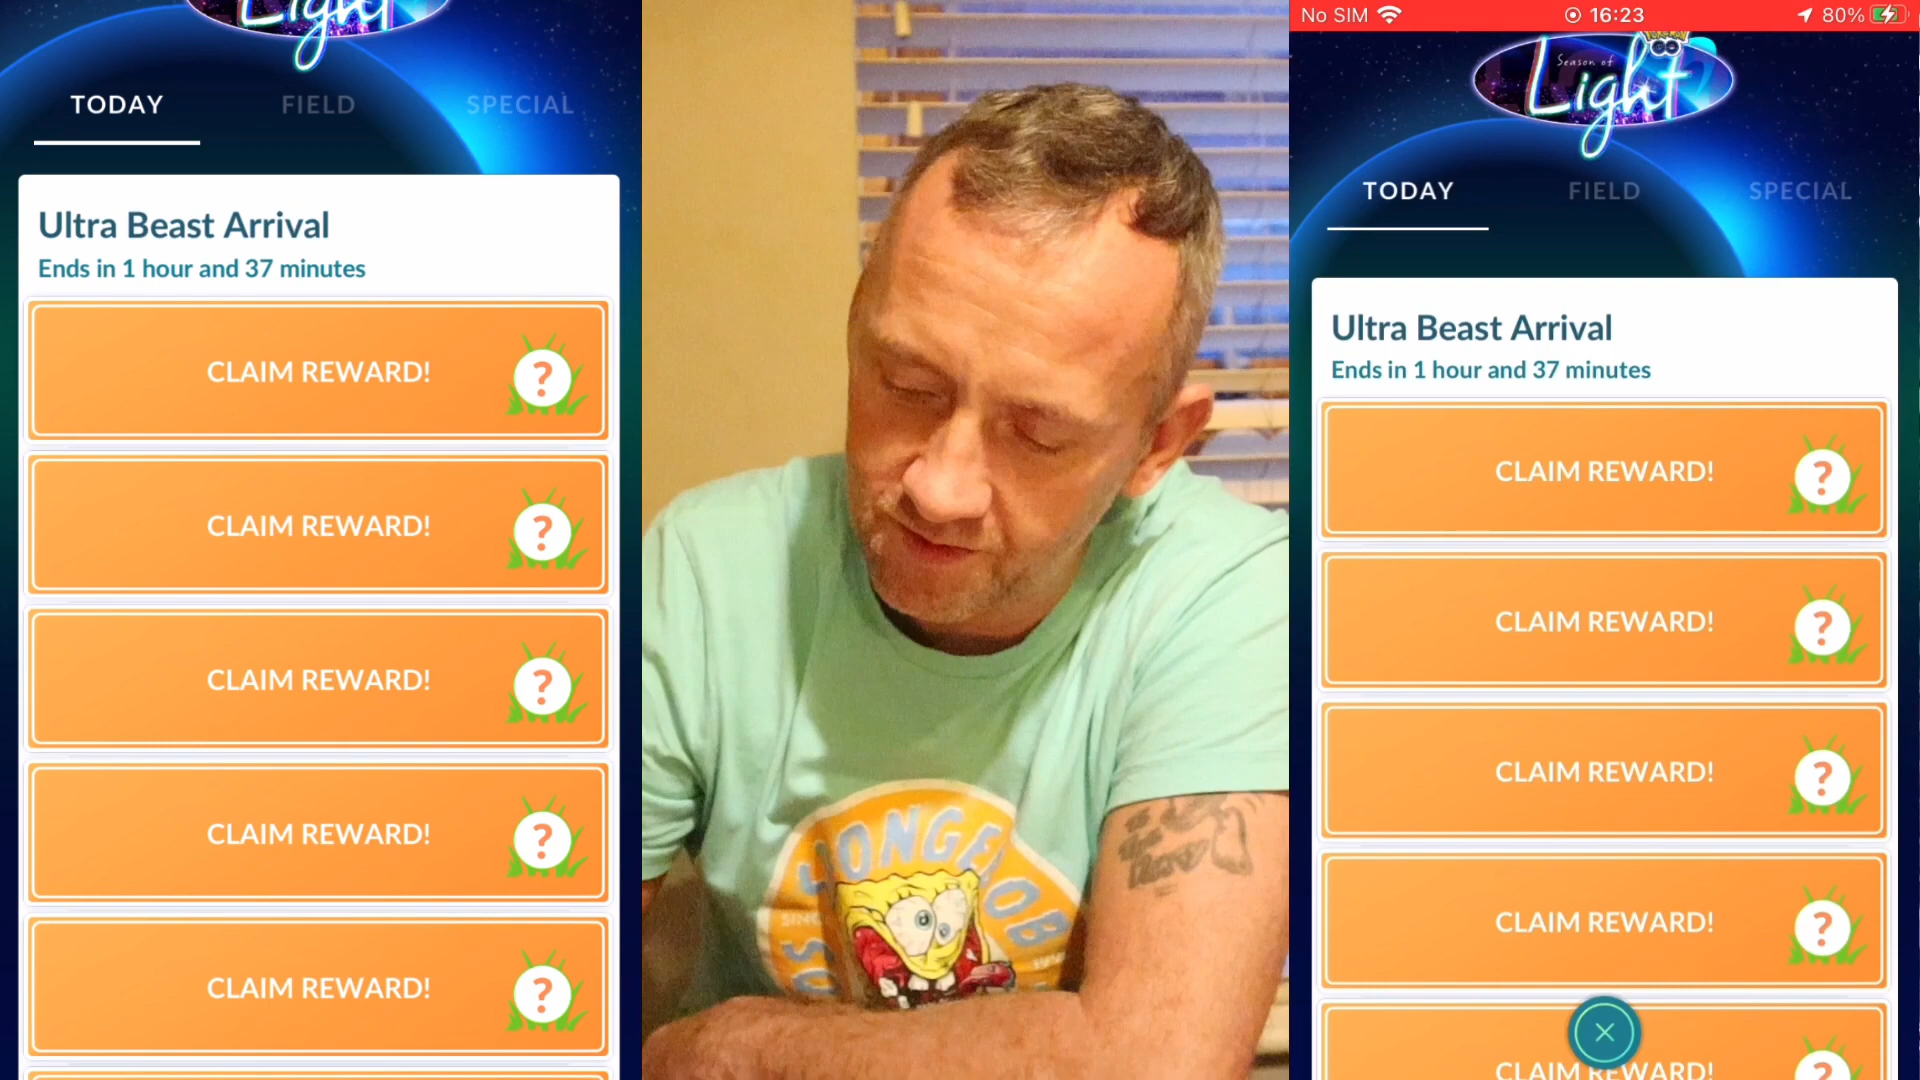 Light
TODAY
FIELD
SPECIAL
Ultra Beast Arrival
Ends in 1 hour and 37 minutes
CLAIM REWARD!
?
CLAIM REWARD!
?
CLAIM REWARD!
?
CLAIM REWARD!
?
CLAIM REWARD!
?
SPONGEBOB
No SIM
16:23
80%
Season of
Light
TODAY
FIELD
SPECIAL
Ultra Beast Arrival
Ends in 1 hour and 37 minutes
CLAIM REWARD!
?
CLAIM REWARD!
?
CLAIM REWARD!
?
CLAIM REWARD!
?
CLAIM REWARD!
?